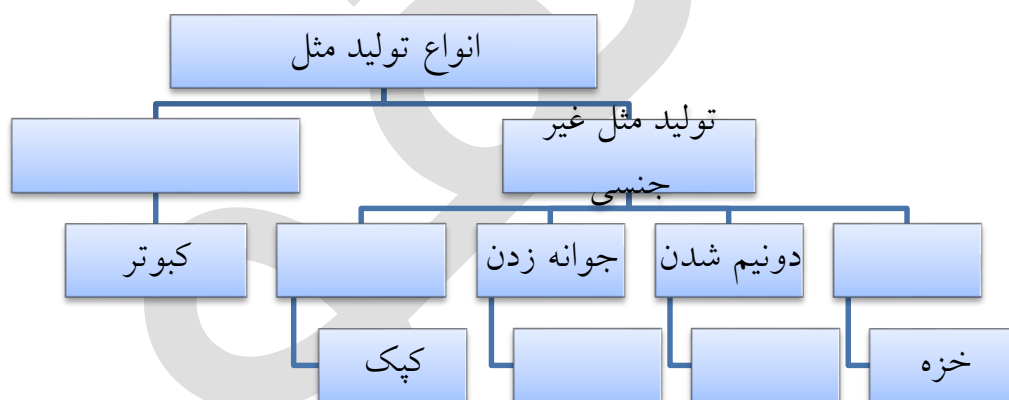 انواع تولید مثل
تولید مثل غیر
جنسی
دونیم شدن
جوانه زدن
کبوتر
خزه
کپک